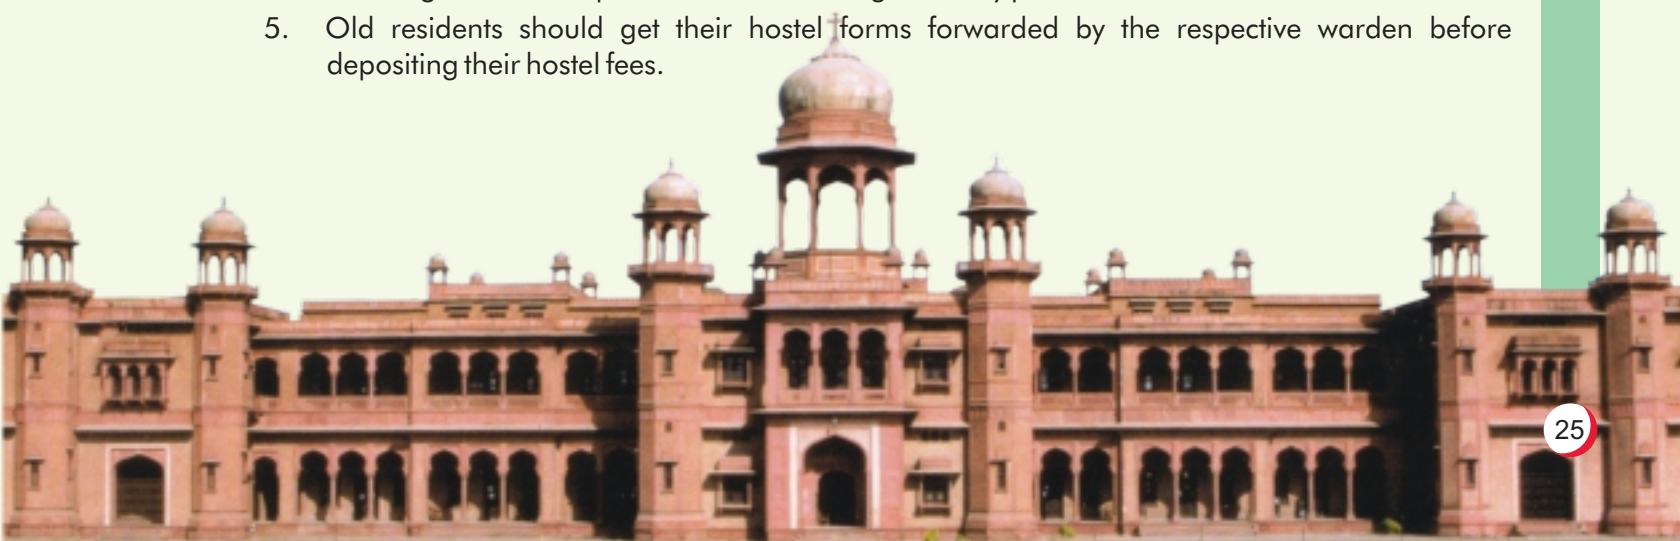 5. Old residents should get their hostel forms forwarded by the respective warden before
depositing their hostel fees.
25